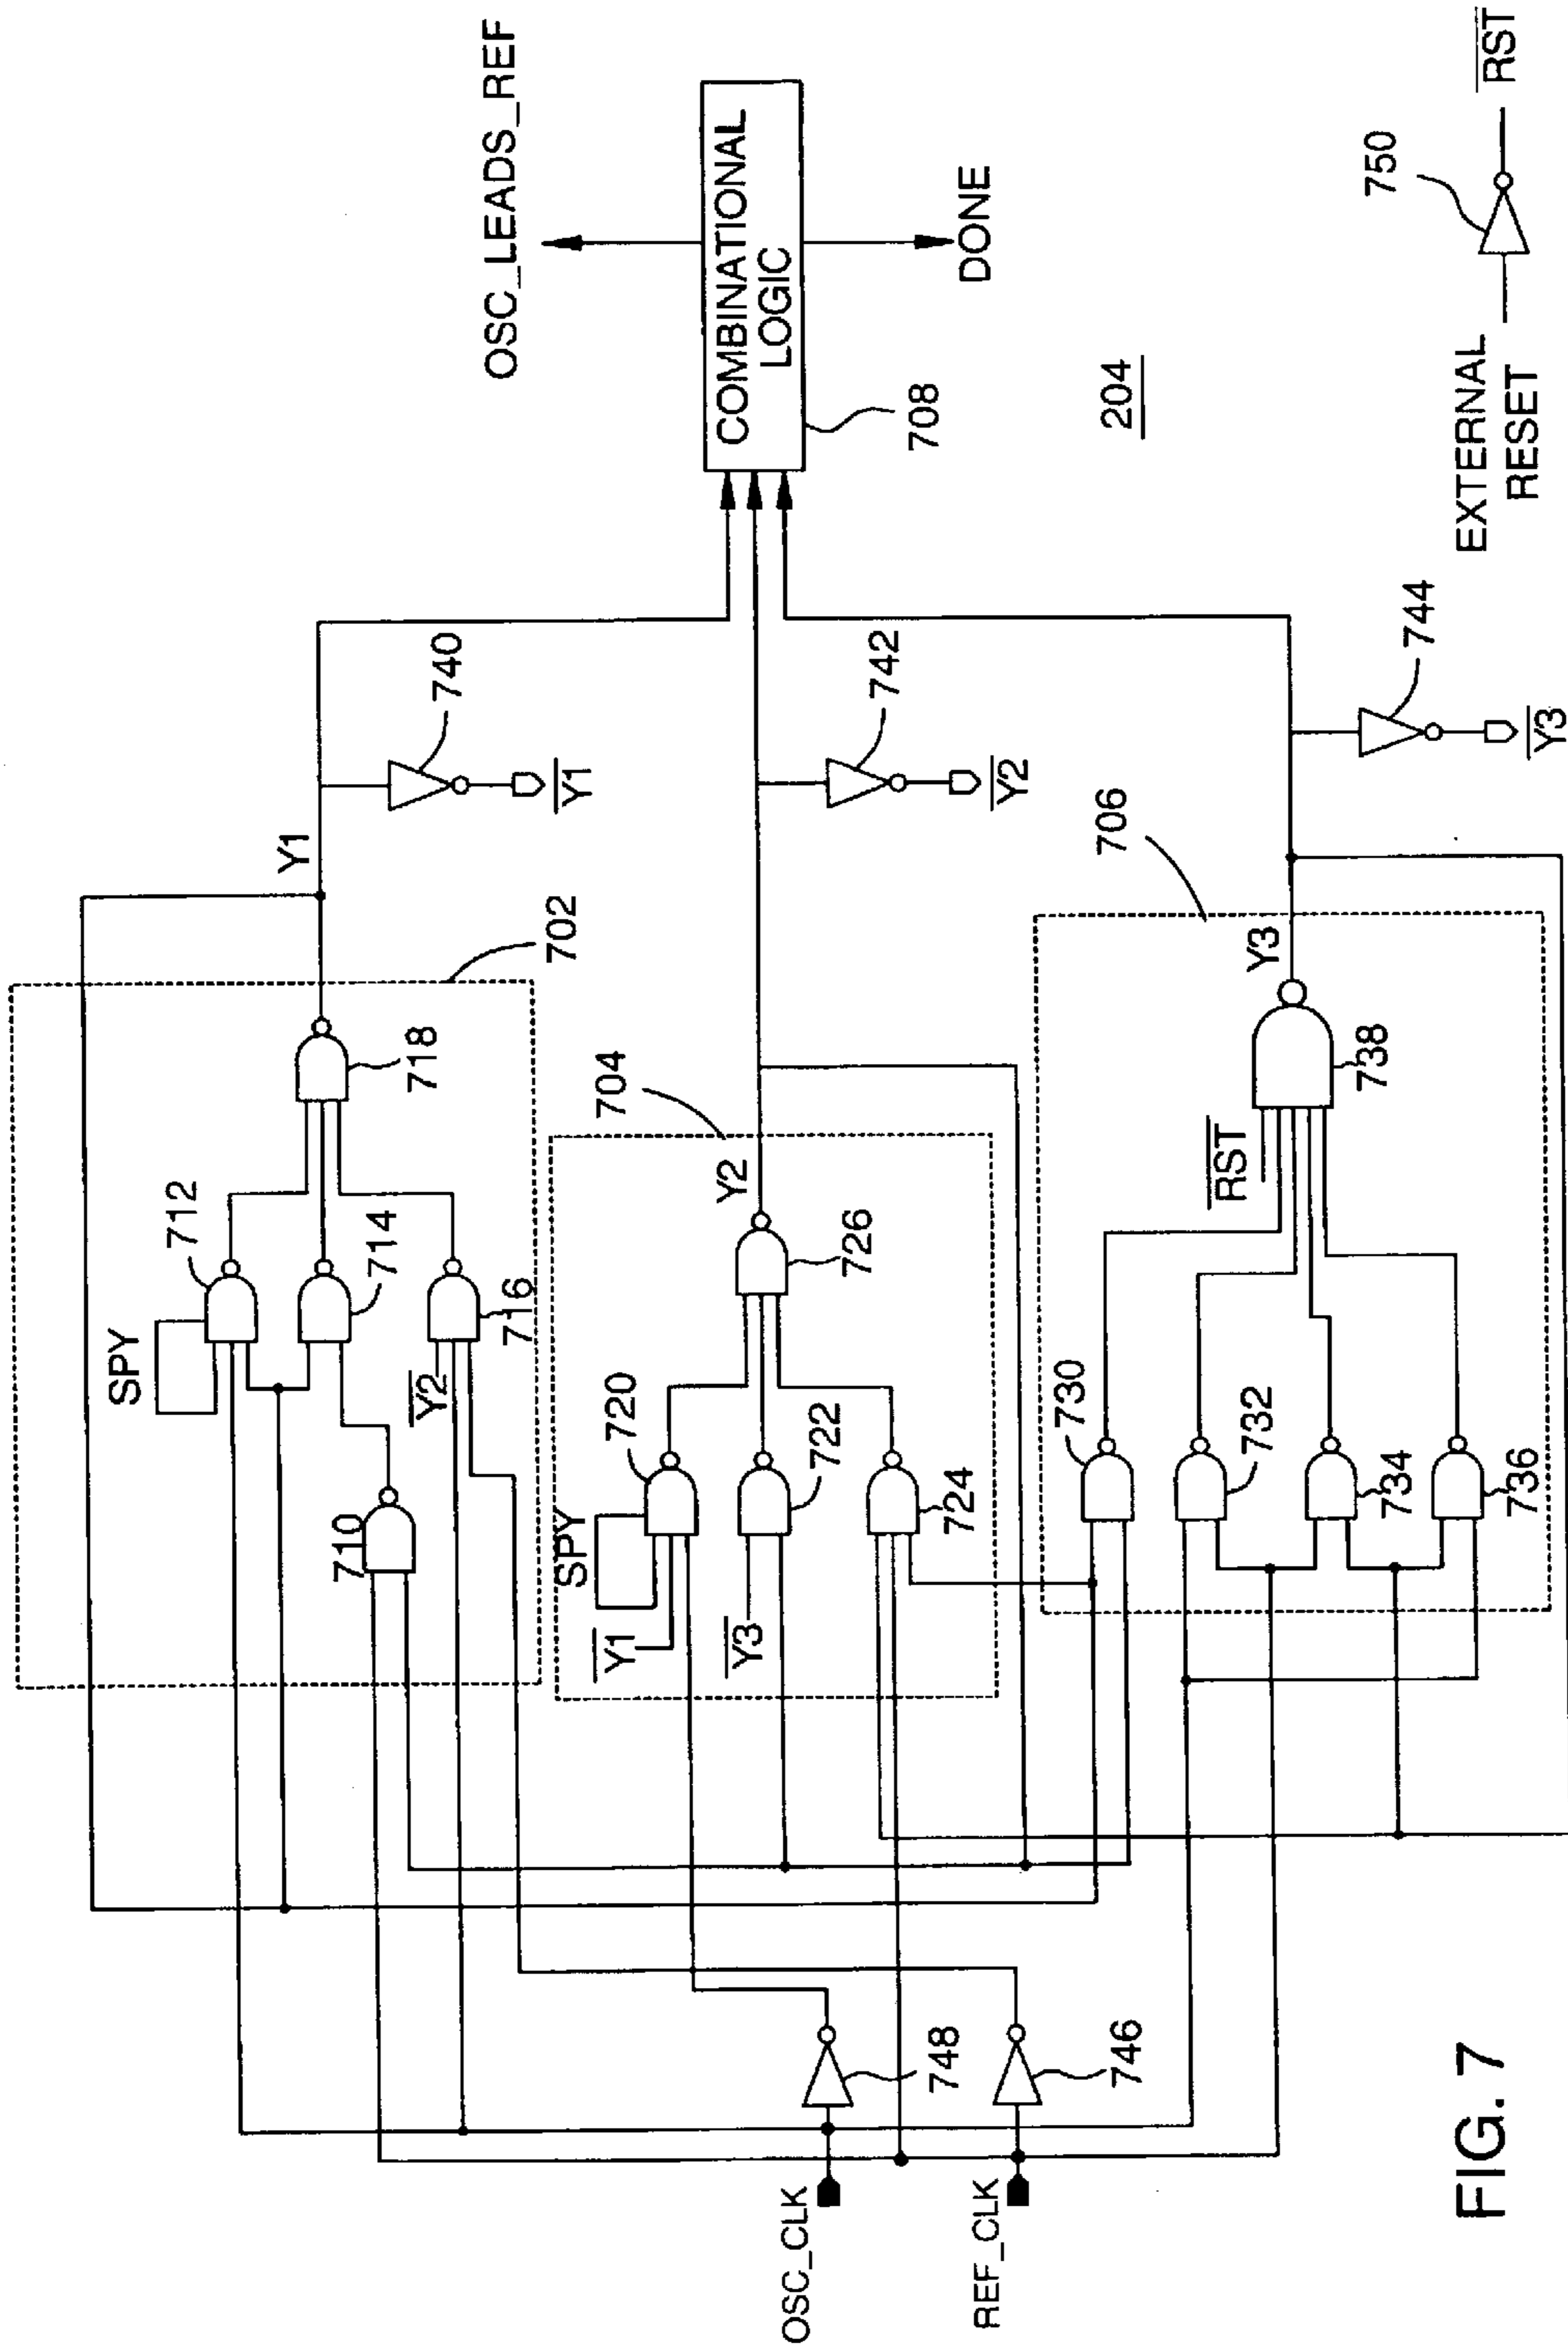 OSC_LEADS_REF
COMBINATIONAL
LOGIC
708
DONE
204
EXTERNAL
RESET
750
RST
Y1
740
Y1
702
712
SPY
714
716
Y2
718
710
742
Y2
704
Y2
726
720
SPY
Y1
722
Y3
724
744
Y3
706
Y3
RST
738
730
732
734
736
748
746
OSC_CLK
REF_CLK
FIG. 7